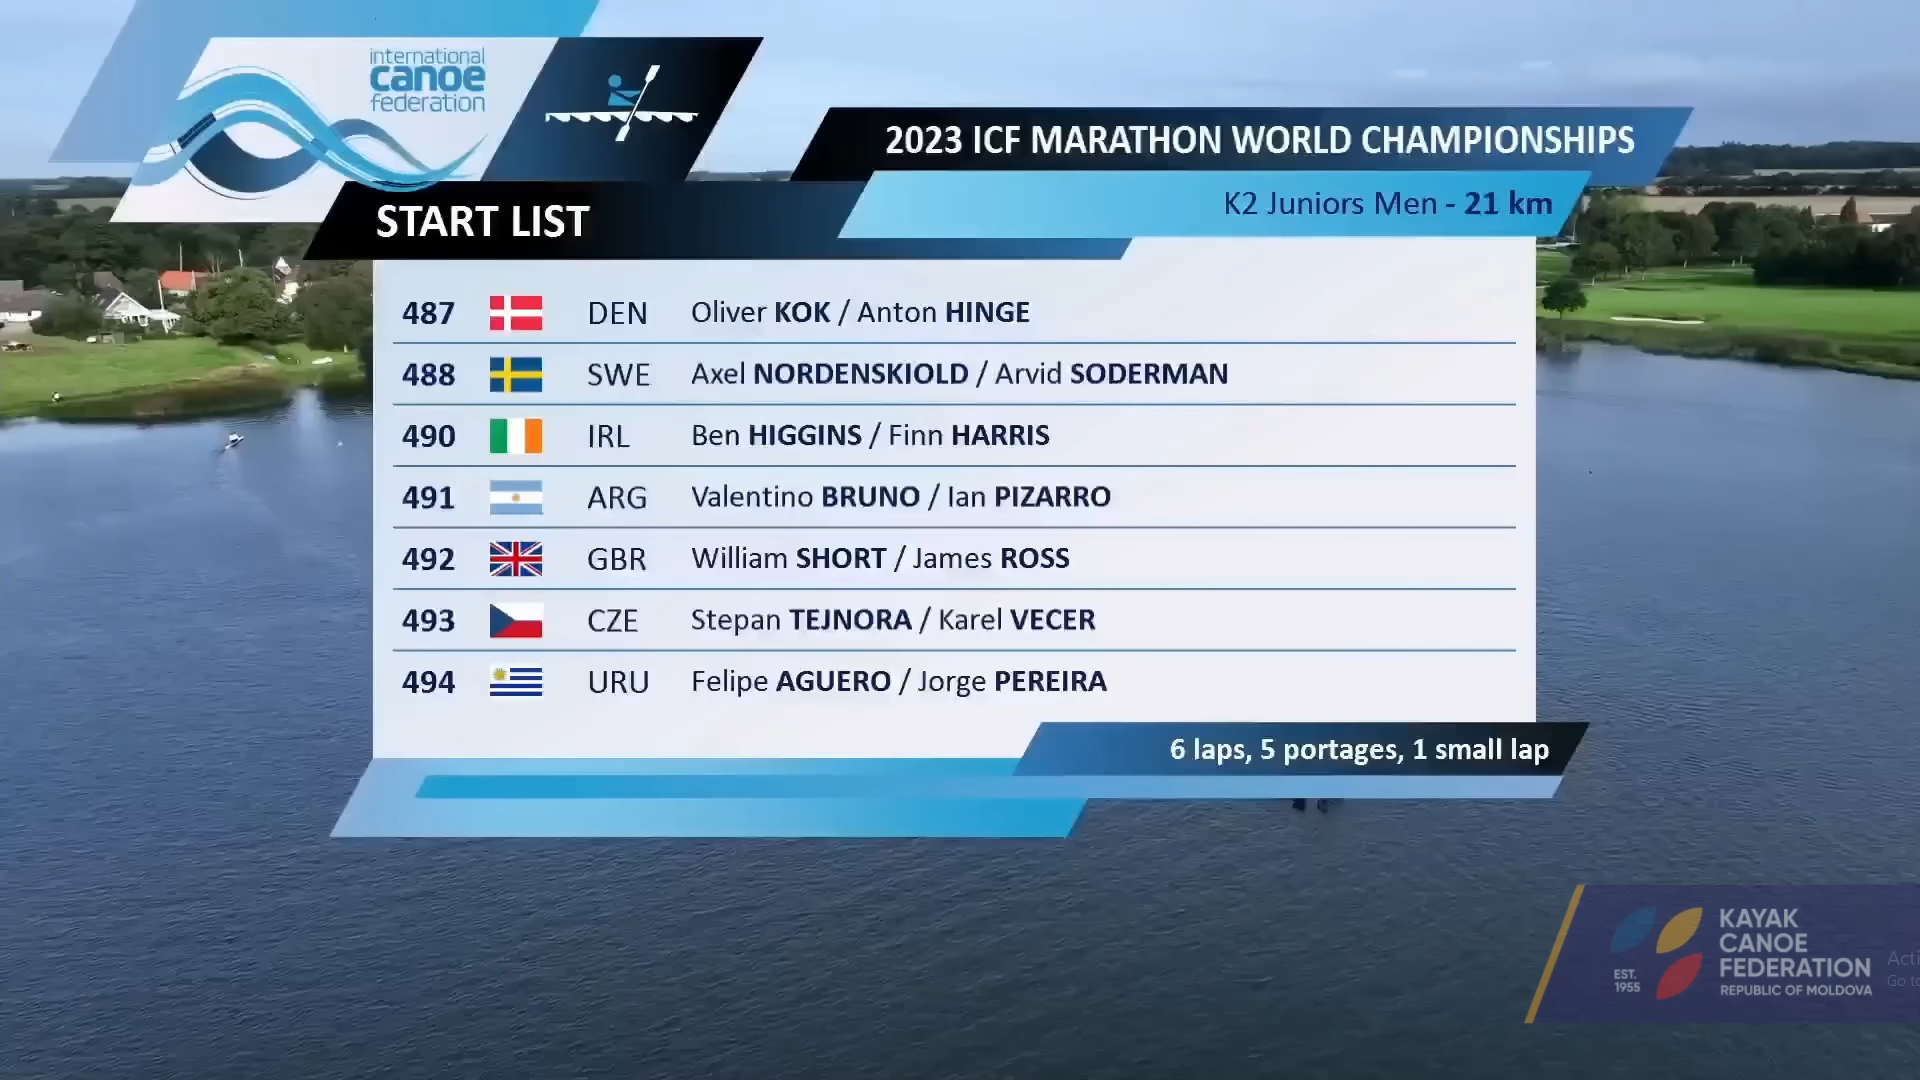 international
canoe
federation
2023 ICF MARATHON WORLD CHAMPIONSHIPS
K2 Juniors Men - 21 km
START LIST
487 DEN Oliver KOK / Anton HINGE
488 SWE Axel NORDENSKIOLD / Arvid SODERMAN
490 IRL Ben HIGGINS / Finn HARRIS
491 ARG Valentino BRUNO / Ian PIZARRO
492 GBR William SHORT / James ROSS
493 CZE Stepan TEJNORA / Karel VECER
494 URU Felipe AGUERO / Jorge PEREIRA
6 laps, 5 portages, 1 small lap
EST.
1955
KAYAK
CANOE
FEDERATION
REPUBLIC OF MOLDOVA
Go to